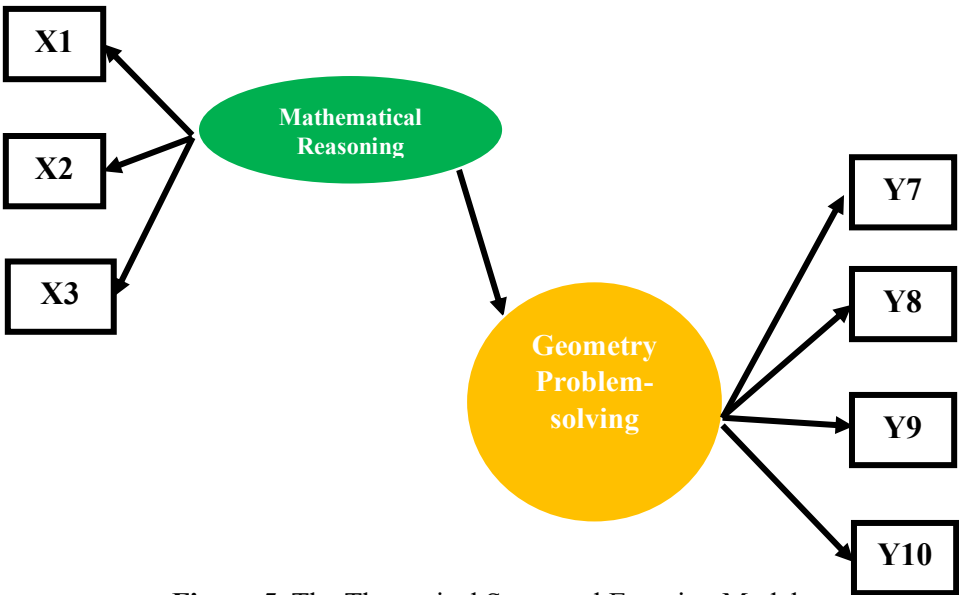 X1
Mathematical
Reasoning
X2
X3
Y7
Y8
Geometry
Problem-
solving
Y9
Y10